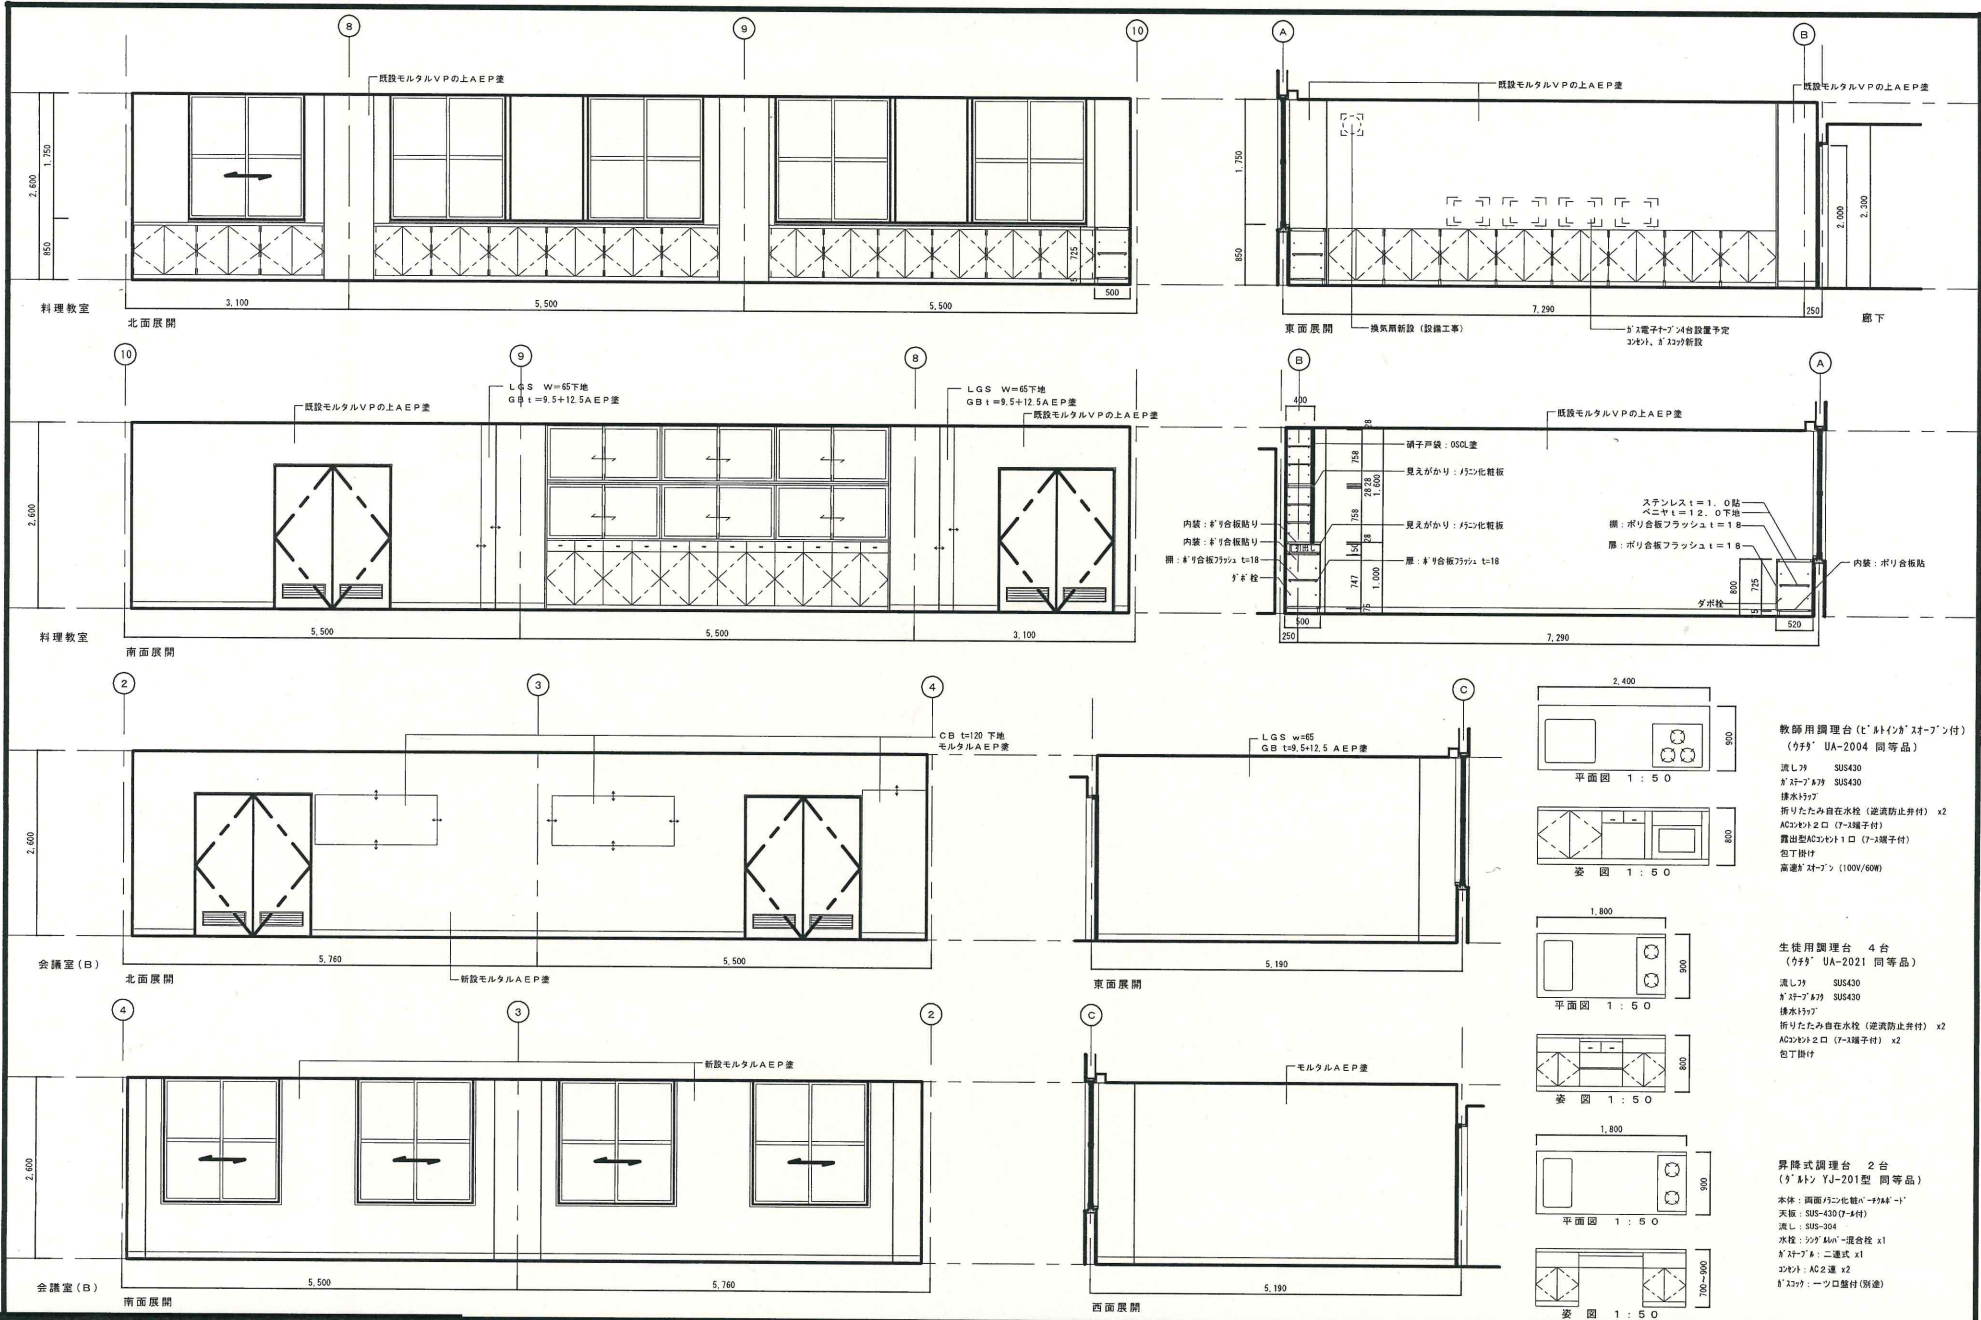 8
9
10
既設モルタルVPの上AEP塗
2,600
1,750
850
725
500
3,100
5,500
5,500
料理教室
北面展開
A
B
既設モルタルVPの上AEP塗
既設モルタルVPの上AEP塗
1,750
850
2,000
2,300
7,290
250
東面展開
換気扇新設(設備工事)
ガス電子オーブン4台設置予定
コンセント、ガスコック新設
廊下
10
9
8
LGS W=65下地
GBt=9.5+12.5AEP塗
既設モルタルVPの上AEP塗
LGS W=65下地
GBt=9.5+12.5AEP塗
既設モルタルVPの上AEP塗
2,600
5,500
5,500
3,100
料理教室
南面展開
B
A
400
既設モルタルVPの上AEP塗
硝子戸袋:OSCL塗
見えがかり:メラニン化粧板
見えがかり:メラニン化粧板
内装:ポリ合板貼り
内装:ポリ合板貼り
棚:ポリ合板フラッシュ t=18
ダボ栓
扉:ポリ合板フラッシュ t=18
引出し
28
758
28 28
1,600
758
28
150
747
1,000
75
500
250
7,290
ステンレスt=1.0貼
ベニヤt=12.0下地
棚:ポリ合板フラッシュt=18
扉:ポリ合板フラッシュt=18
内装:ポリ合板貼
ダボ栓
800
725
520
2
3
4
CB t=120 下地
モルタルAEP塗
2,600
5,760
5,500
会議室(B)
北面展開
新設モルタルAEP塗
C
LGS w=65
GB t=9.5+12.5 AEP塗
5,190
東面展開
4
3
2
新設モルタルAEP塗
2,600
5,500
5,760
会議室(B)
南面展開
C
モルタルAEP塗
5,190
西面展開
2,400
900
平面図 1:50
800
姿 図 1:50
教師用調理台(ビルトインガスオーブン付)
(ウチダ UA-2004 同等品)
流しフタ SUS430
ガステーブルフタ SUS430
排水トラップ
折りたたみ自在水栓(逆流防止弁付) x2
ACコンセント2口(アース端子付)
露出型ACコンセント1口(アース端子付)
包丁掛け
高速ガスオーブン(100V/60W)
1,800
900
平面図 1:50
800
姿 図 1:50
生徒用調理台 4台
(ウチダ UA-2021 同等品)
流しフタ SUS430
ガステーブルフタ SUS430
排水トラップ
折りたたみ自在水栓(逆流防止弁付) x2
ACコンセント2口(アース端子付) x2
包丁掛け
1,800
900
平面図 1:50
700~900
姿 図 1:50
昇降式調理台 2台
(ダルトン YJ-201型 同等品)
本体:両面メラニン化粧パーチクルボード
天板:SUS-430(アール付)
流し:SUS-304
水栓:シングルレバー混合栓 x1
ガステーブル:二連式 x1
コンセント:AC2連 x2
ガスコック:一ツ口盤付(別途)